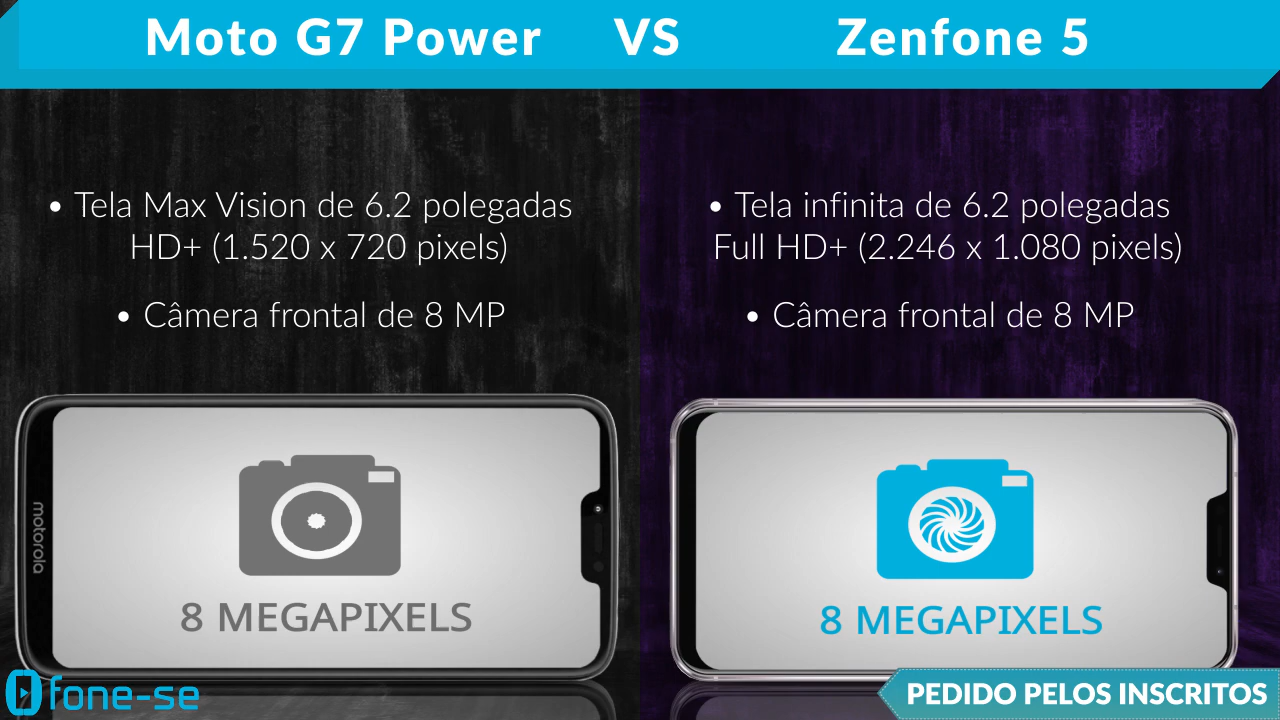 Moto G7 Power VS Zenfone 5
• Tela Max Vision de 6.2 polegadas
HD+ (1.520 x 720 pixels)
• Câmera frontal de 8 MP
• Tela infinita de 6.2 polegadas
Full HD+ (2.246 x 1.080 pixels)
• Câmera frontal de 8 MP
motorola
8 MEGAPIXELS
8 MEGAPIXELS
fone-se
PEDIDO PELOS INSCRITOS